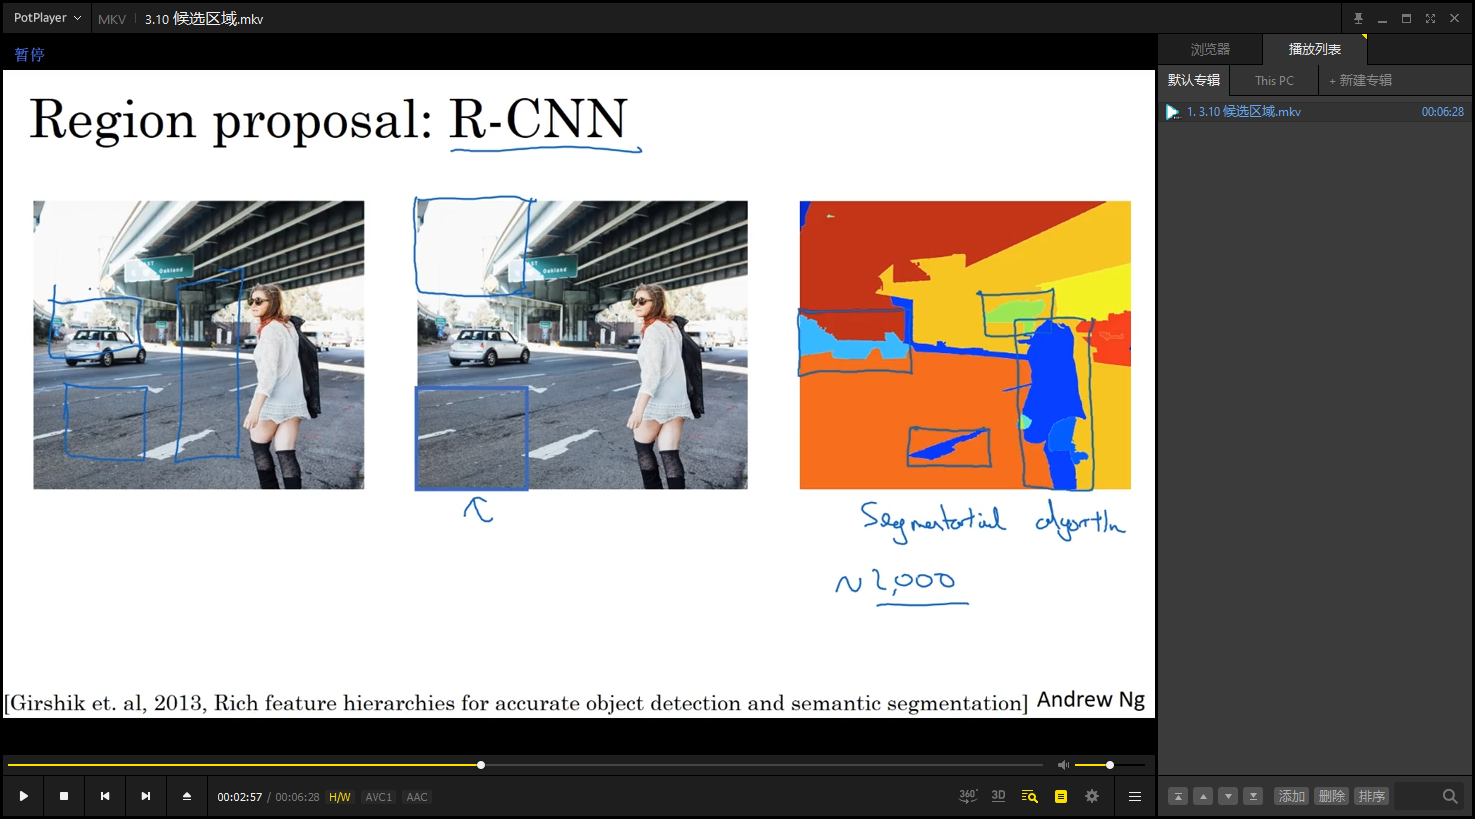 PotPlayer MKV 3.10 候选区域.mkv
暂停
Region proposal: R-CNN
Oakland
Oakland
Segmentation algorithm
~2,000
[Girshik et. al, 2013, Rich feature hierarchies for accurate object detection and semantic segmentation] Andrew Ng
00:02:57 / 00:06:28 H/W AVC1 AAC
360° 3D
浏览器 播放列表
默认专辑 This PC + 新建专辑
1. 3.10 候选区域.mkv 00:06:28
添加 删除 排序